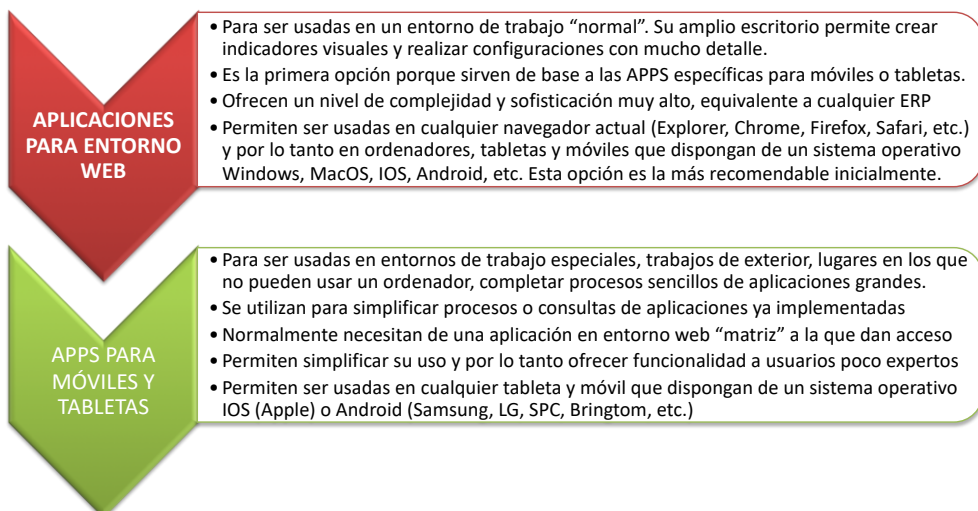 APLICACIONES
PARA ENTORNO
WEB
• Para ser usadas en un entorno de trabajo “normal”. Su amplio escritorio permite crear
indicadores visuales y realizar configuraciones con mucho detalle.
• Es la primera opción porque sirven de base a las APPS específicas para móviles o tabletas.
• Ofrecen un nivel de complejidad y sofisticación muy alto, equivalente a cualquier ERP
• Permiten ser usadas en cualquier navegador actual (Explorer, Chrome, Firefox, Safari, etc.)
y por lo tanto en ordenadores, tabletas y móviles que dispongan de un sistema operativo
Windows, MacOS, IOS, Android, etc. Esta opción es la más recomendable inicialmente.
APPS PARA
MÓVILES Y
TABLETAS
• Para ser usadas en entornos de trabajo especiales, trabajos de exterior, lugares en los que
no pueden usar un ordenador, completar procesos sencillos de aplicaciones grandes.
• Se utilizan para simplificar procesos o consultas de aplicaciones ya implementadas
• Normalmente necesitan de una aplicación en entorno web “matriz” a la que dan acceso
• Permiten simplificar su uso y por lo tanto ofrecer funcionalidad a usuarios poco expertos
• Permiten ser usadas en cualquier tableta y móvil que dispongan de un sistema operativo
IOS (Apple) o Android (Samsung, LG, SPC, Bringtom, etc.)